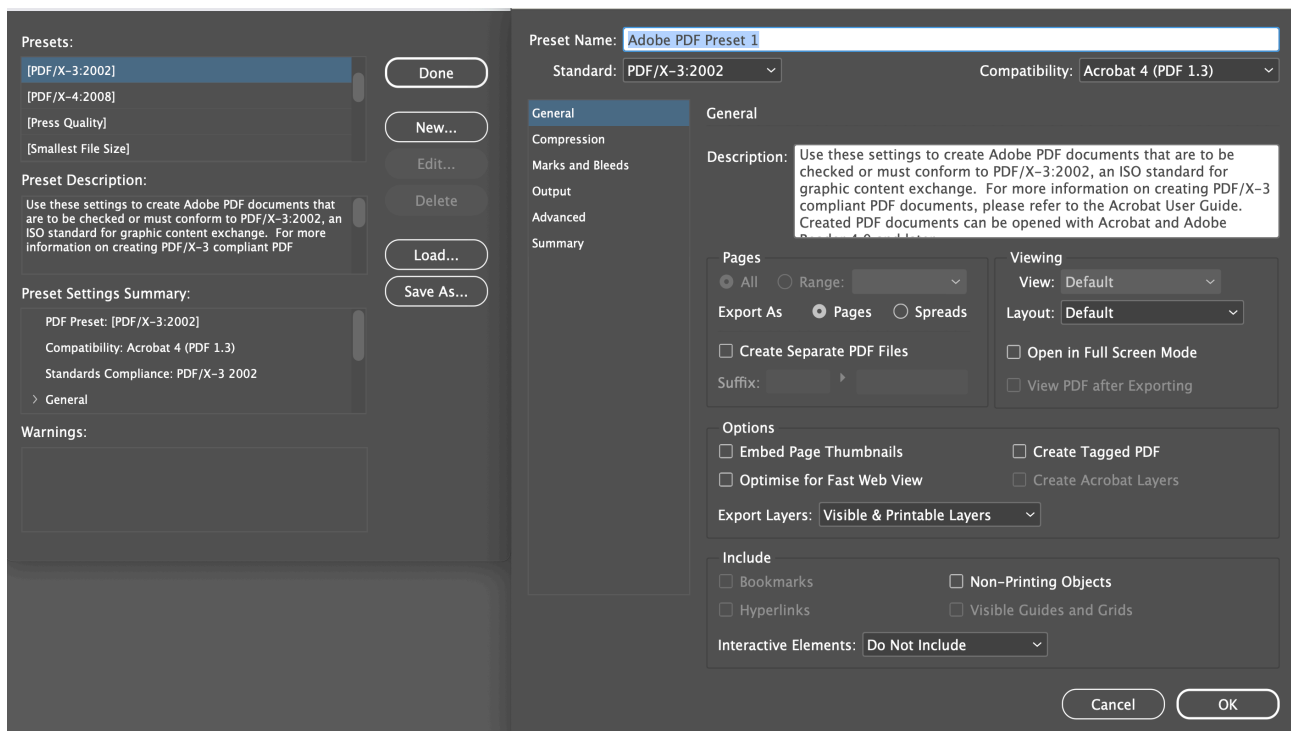 Presets:
[PDF/X-3:2002]
[PDF/X-4:2008]
[Press Quality]
[Smallest File Size]
Done
New...
Edit...
Delete
Load...
Save As...
Preset Description:
Use these settings to create Adobe PDF documents that
are to be checked or must conform to PDF/X-3:2002, an
ISO standard for graphic content exchange.  For more
information on creating PDF/X-3 compliant PDF
Preset Settings Summary:
PDF Preset: [PDF/X-3:2002]
Compatibility: Acrobat 4 (PDF 1.3)
Standards Compliance: PDF/X-3 2002
General
Warnings:
Preset Name: Adobe PDF Preset 1
Standard: PDF/X-3:2002
Compatibility: Acrobat 4 (PDF 1.3)
General
Compression
Marks and Bleeds
Output
Advanced
Summary
General
Description:
Use these settings to create Adobe PDF documents that are to be
checked or must conform to PDF/X-3:2002, an ISO standard for
graphic content exchange.  For more information on creating PDF/X-3
compliant PDF documents, please refer to the Acrobat User Guide.
Created PDF documents can be opened with Acrobat and Adobe
Pages
All Range:
Export As Pages Spreads
Create Separate PDF Files
Suffix:
Viewing
View: Default
Layout: Default
Open in Full Screen Mode
View PDF after Exporting
Options
Embed Page Thumbnails
Create Tagged PDF
Optimise for Fast Web View
Create Acrobat Layers
Export Layers: Visible & Printable Layers
Include
Bookmarks
Non-Printing Objects
Hyperlinks
Visible Guides and Grids
Interactive Elements: Do Not Include
Cancel
OK